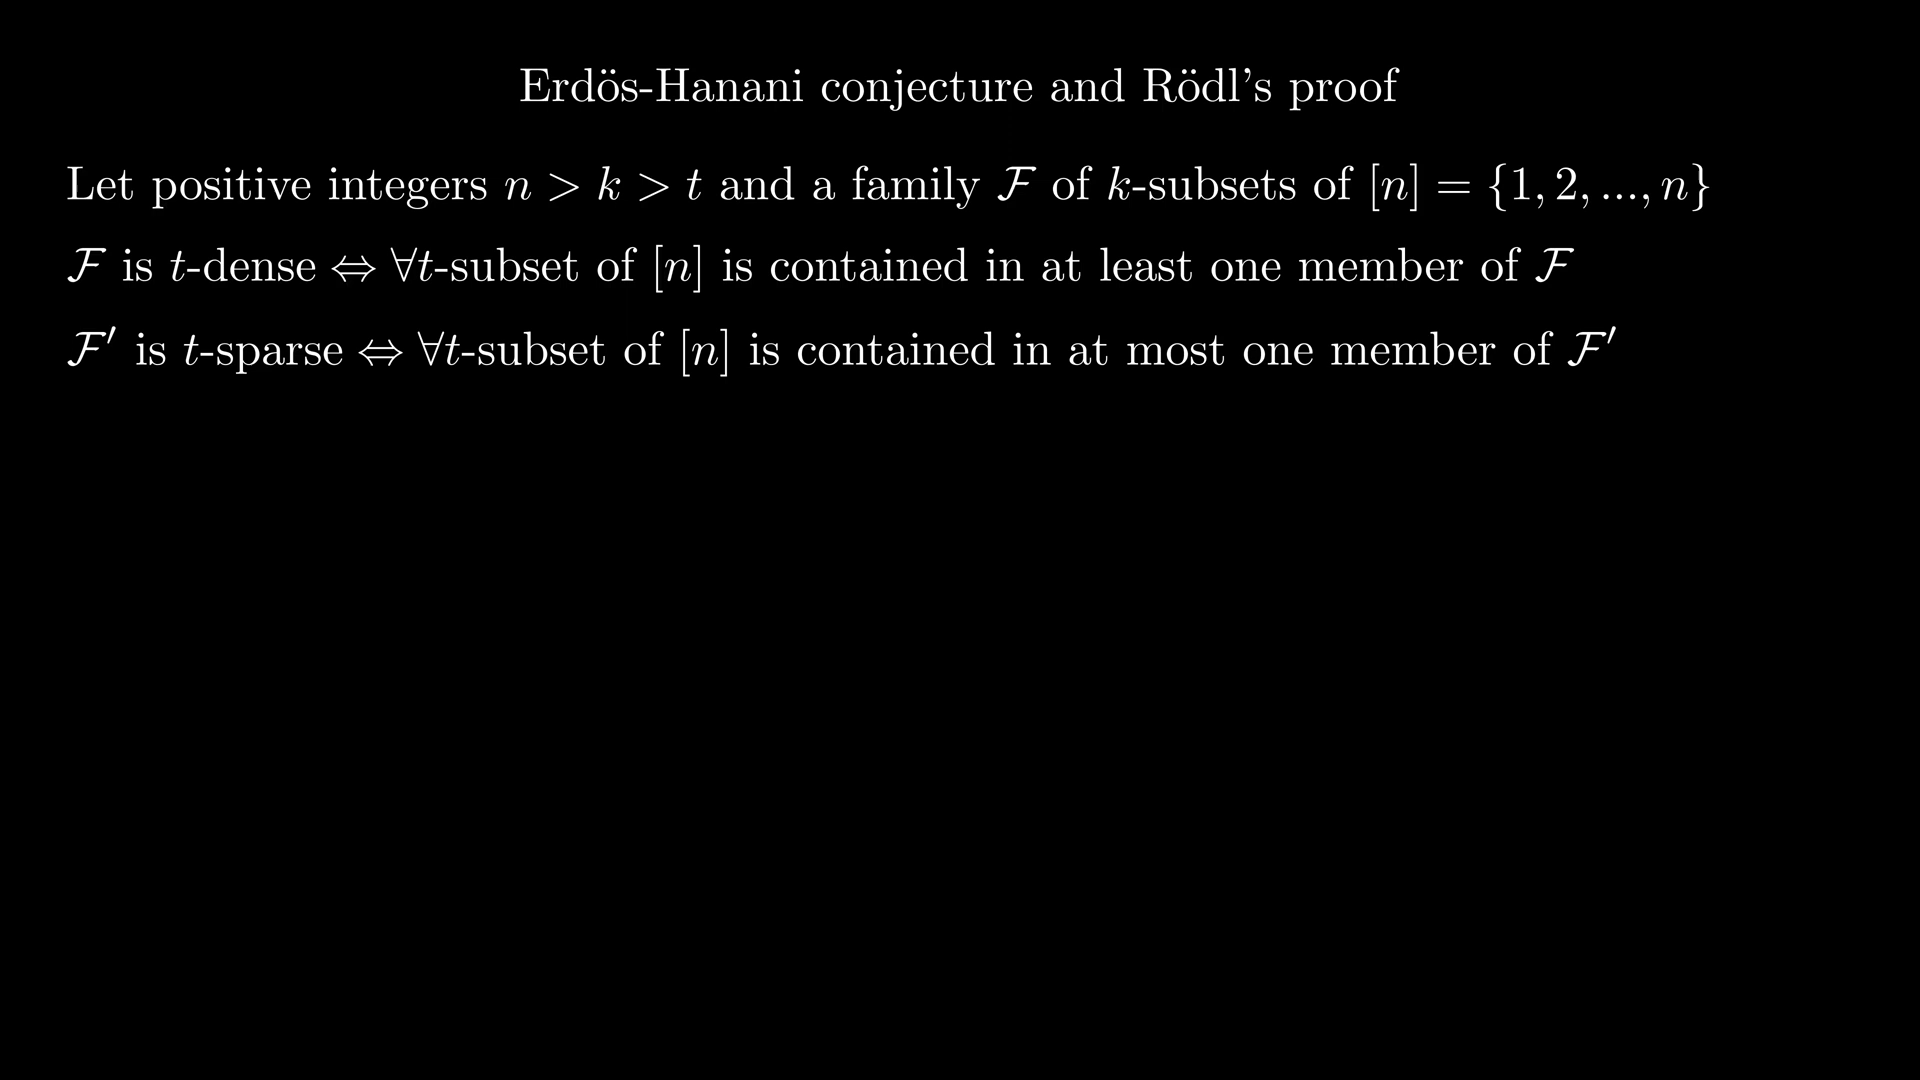 Erdös-Hanani conjecture and Rödl's proof
Let positive integers n > k > t and a family ℱ of k-subsets of [n] = {1, 2, ..., n}
ℱ is t-dense ⇔ ∀t-subset of [n] is contained in at least one member of ℱ
ℱ′ is t-sparse ⇔ ∀t-subset of [n] is contained in at most one member of ℱ′